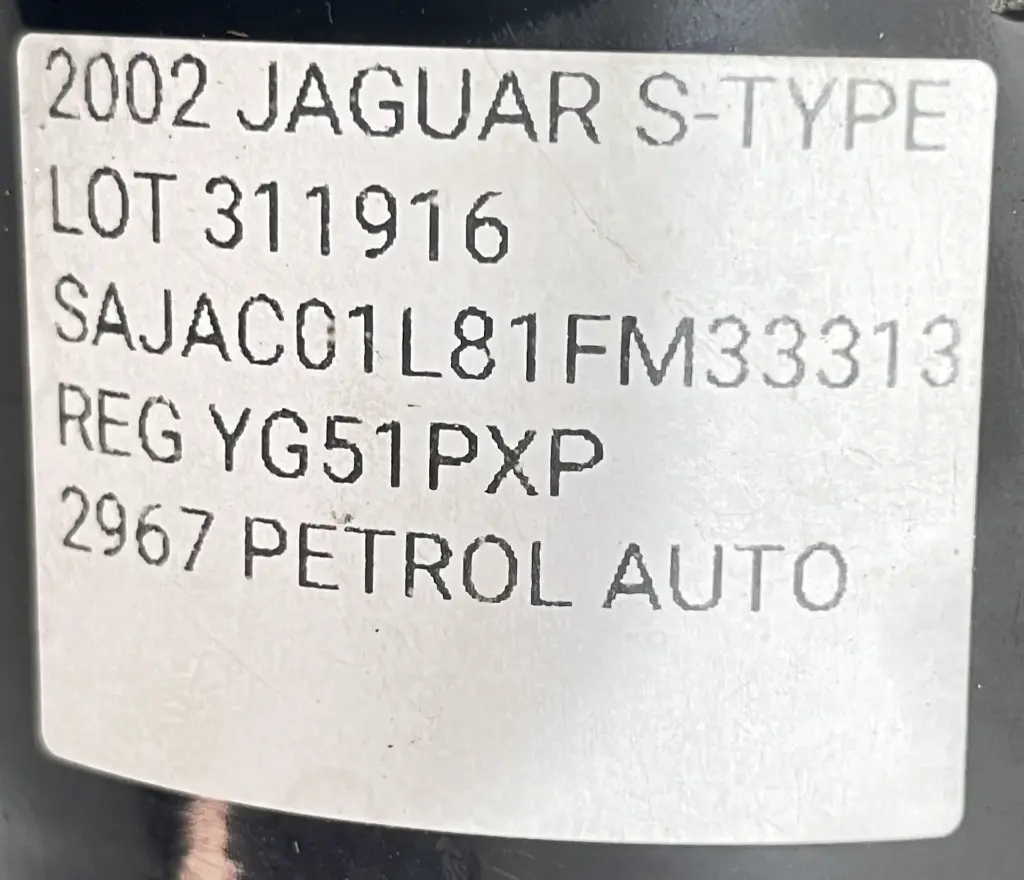 2002 JAGUAR S-TYPE
LOT 311916
SAJAC01L81FM33313
REG YG51PXP
2967 PETROL AUTO